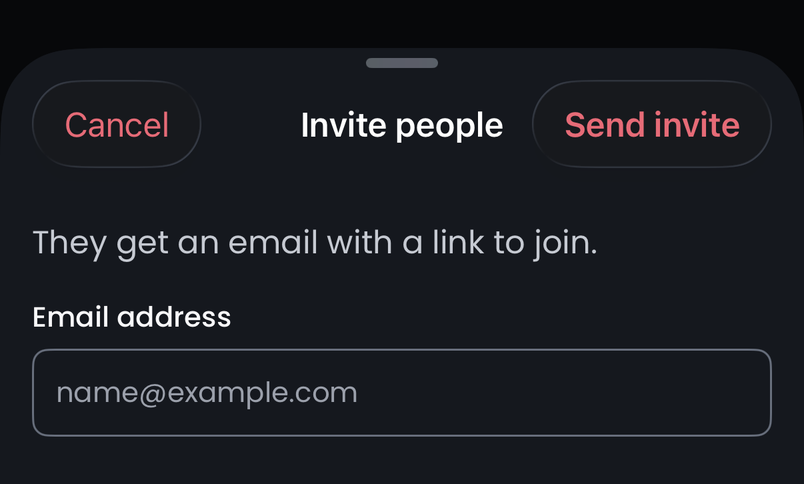 Cancel
Invite people
Send invite
They get an email with a link to join.
Email address
name@example.com